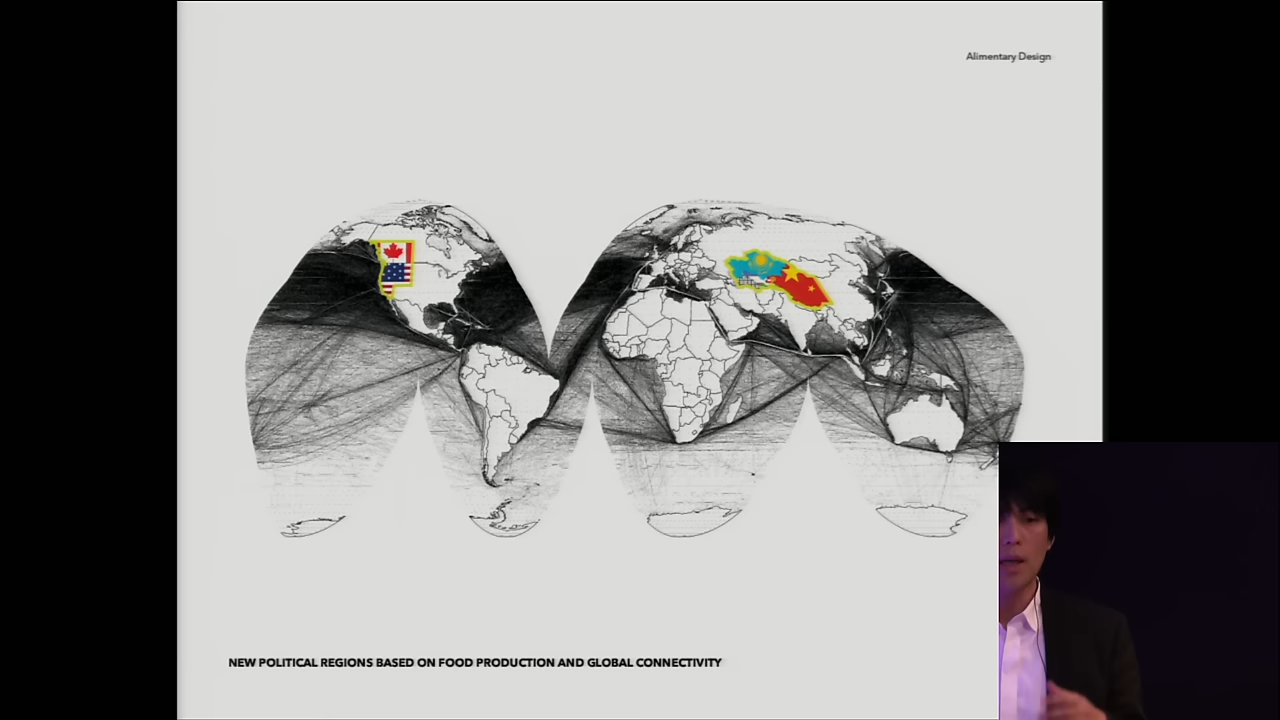 Alimentary Design
NEW POLITICAL REGIONS BASED ON FOOD PRODUCTION AND GLOBAL CONNECTIVITY